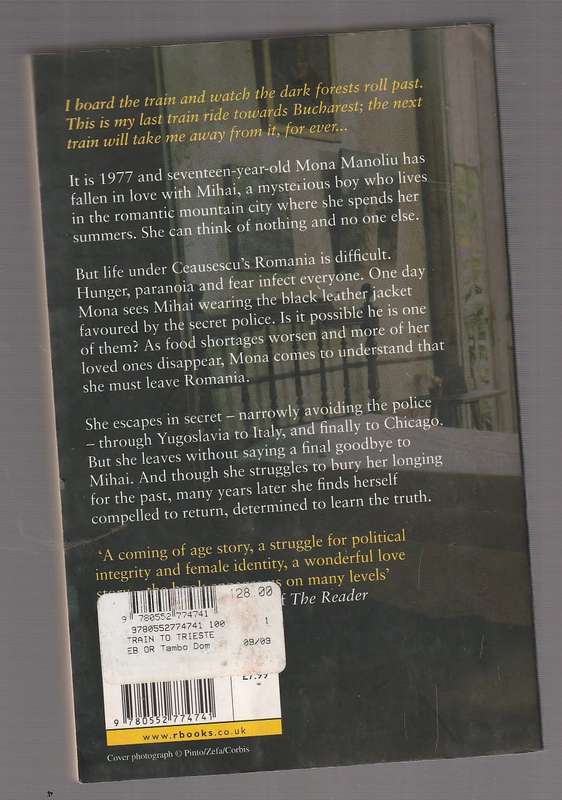 I board the train and watch the dark forests roll past.
This is my last train ride towards Bucharest; the next
train will take me away from it, for ever...
It is 1977 and seventeen-year-old Mona Manoliu has
fallen in love with Mihai, a mysterious boy who lives
in the romantic mountain city where she spends her
summers. She can think of nothing and no one else.
But life under Ceausescu's Romania is difficult.
Hunger, paranoia and fear infect everyone. One day
Mona sees Mihai wearing the black leather jacket
favoured by the secret police. Is it possible he is one
of them? As food shortages worsen and more of her
loved ones disappear, Mona comes to understand that
she must leave Romania.
She escapes in secret – narrowly avoiding the police
– through Yugoslavia to Italy, and finally to Chicago.
But she leaves without saying a final goodbye to
Mihai. And though she struggles to bury her longing
for the past, many years later she finds herself
compelled to return, determined to learn the truth.
'A coming of age story, a struggle for political
integrity and female identity, a wonderful love
on many levels'
The Reader
128.00
9 780552 774741
9780552774741 100 1
TRAIN TO TRIESTE
EB OR Tambo Dom 09/09
£7.99
9 780552 774741
www.rbooks.co.uk
Cover photograph © Pinto/Zefa/Corbis